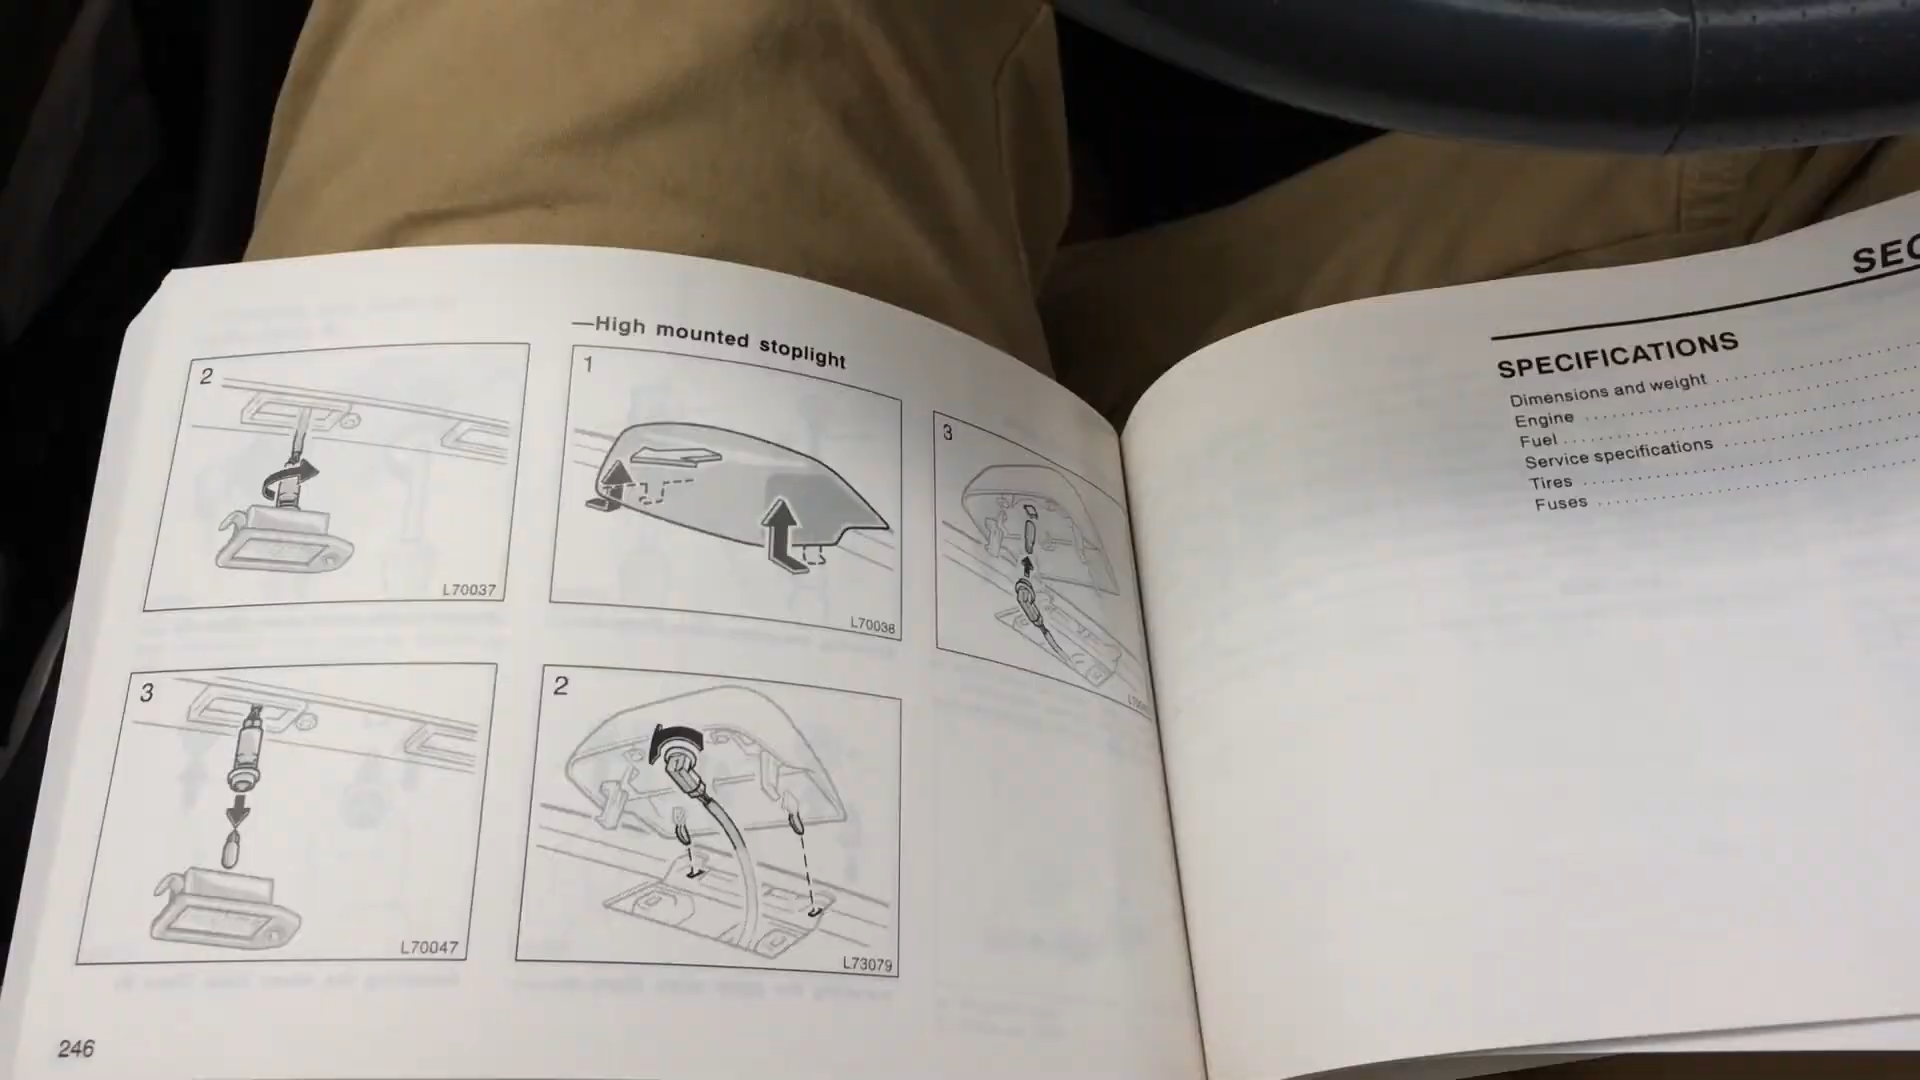 2
L70037
3
L70047
246
—High mounted stoplight
1
L70038
2
L73079
3
SPECIFICATIONS
Dimensions and weight
Engine
Fuel
Service specifications
Tires
Fuses